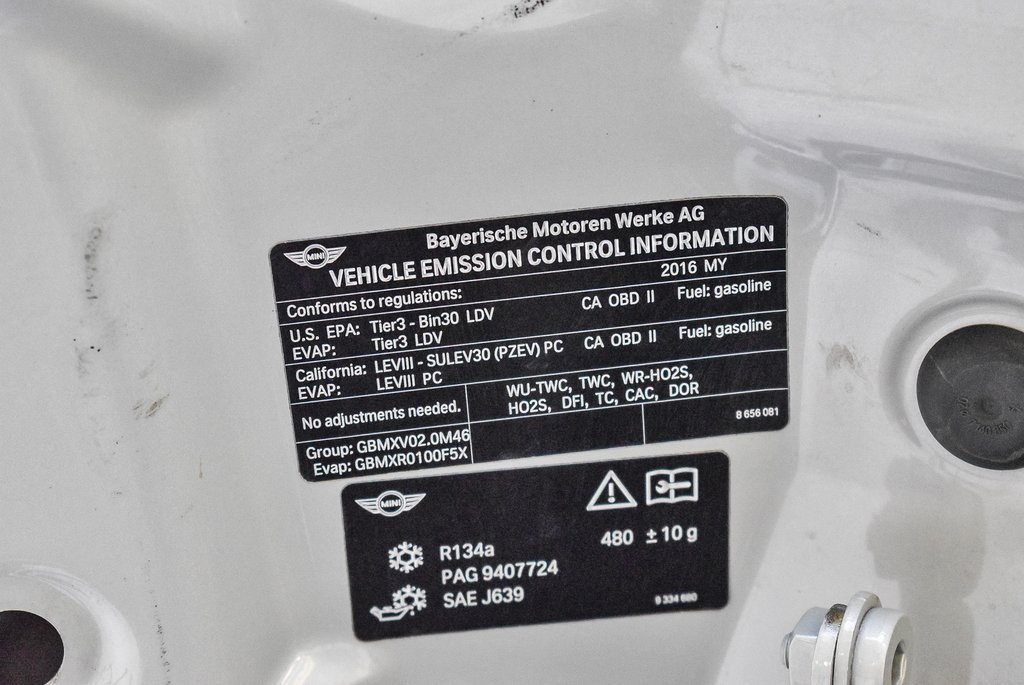 MINI
Bayerische Motoren Werke AG
VEHICLE EMISSION CONTROL INFORMATION
Conforms to regulations: 2016 MY
U.S. EPA: Tier3 - Bin30 LDV CA OBD II Fuel: gasoline
EVAP: Tier3 LDV
California: LEVIII - SULEV30 (PZEV) PC CA OBD II Fuel: gasoline
EVAP: LEVIII PC
No adjustments needed.
WU-TWC, TWC, WR-HO2S,
HO2S, DFI, TC, CAC, DOR
8 656 081
Group: GBMXV02.0M46
Evap: GBMXR0100F5X
MINI
R134a 480 ±10 g
PAG 9407724
SAE J639
9 334 680